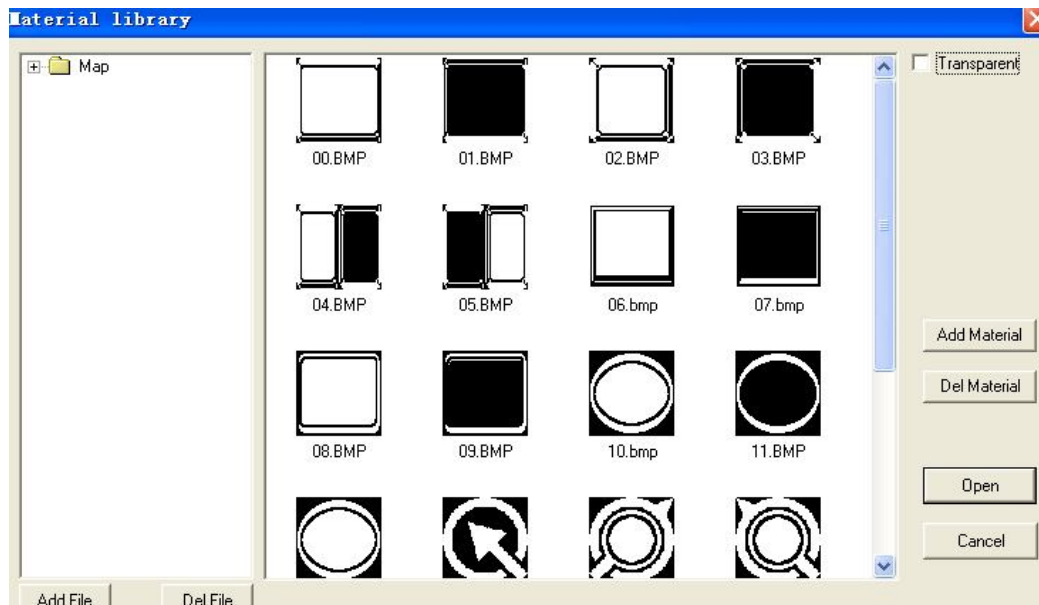 Material library
Map
Transparent
00.BMP 01.BMP 02.BMP 03.BMP
04.BMP 05.BMP 06.bmp 07.bmp
Add Material
Del Material
08.BMP 09.BMP 10.bmp 11.BMP
Open
Cancel
Add File Del File